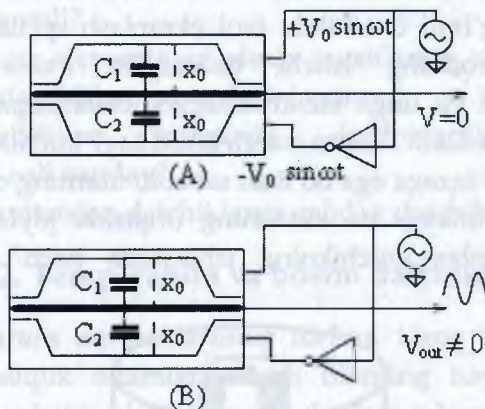 +V₀ sinωt
C₁ x₀
C₂ x₀
V=0
(A)
-V₀ sinωt
C₁ x₀
C₂ x₀
V_out ≠ 0
(B)